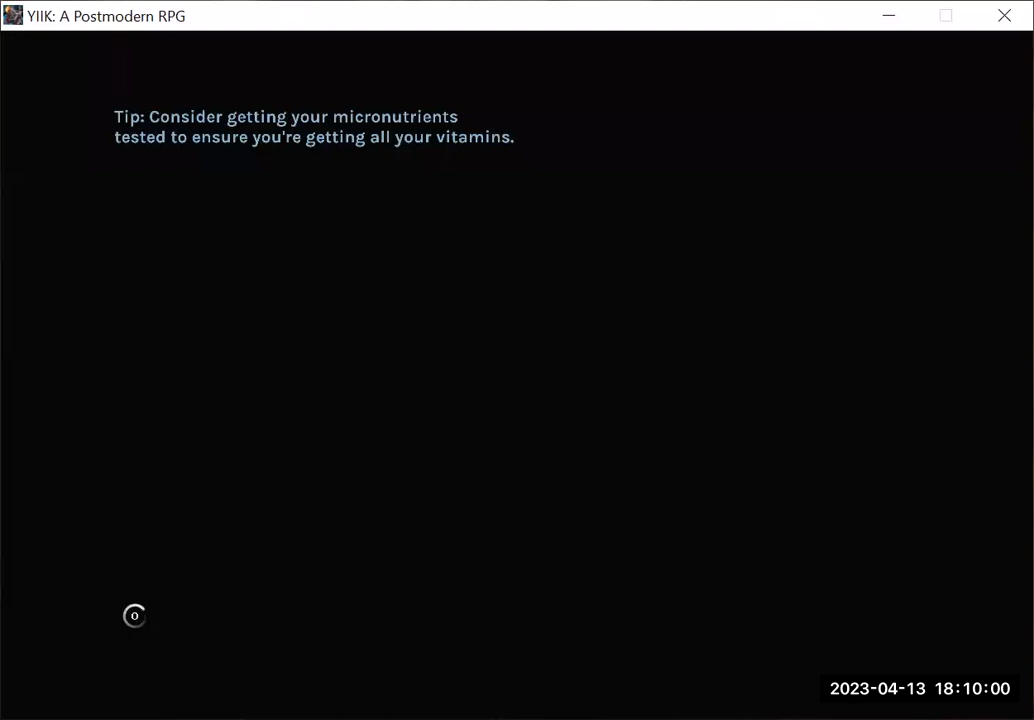 YIIK: A Postmodern RPG
Tip: Consider getting your micronutrients
tested to ensure you're getting all your vitamins.
0
2023-04-13 18:10:00